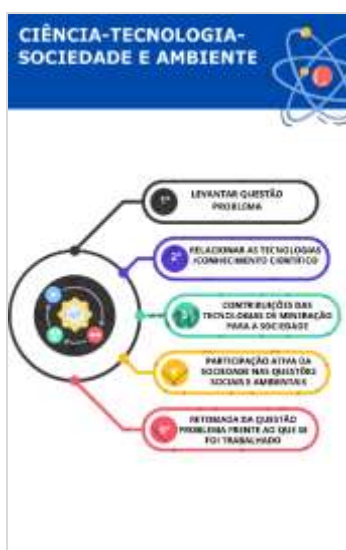 CIÊNCIA-TECNOLOGIA-
SOCIEDADE E AMBIENTE
1º
LEVANTAR QUESTÃO
PROBLEMA
2º
RELACIONAR AS TECNOLOGIAS
/CONHECIMENTO CIENTÍFICO
CONTRIBUIÇÕES DAS
TECNOLOGIAS DE MINERAÇÃO
PARA A SOCIEDADE
PARTICIPAÇÃO ATIVA DA
SOCIEDADE NAS QUESTÕES
SOCIAIS E AMBIENTAIS
RETOMADA DA QUESTÃO
PROBLEMA FRENTE AO QUE SE
FOI TRABALHADO